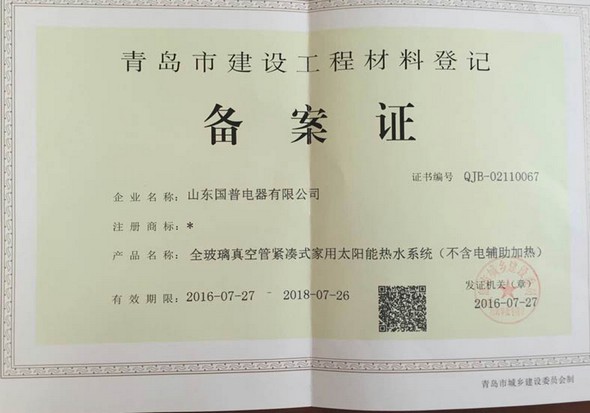 青岛市建设工程材料登记
备案证
证书编号 QJB-02110067
企业名称：山东国普电器有限公司
注册商标：*
产品名称：全玻璃真空管紧凑式家用太阳能热水系统（不含电辅助加热）
发证机关（章）
有效期限：2016-07-27 - 2018-07-26
2016-07-27
青岛市城乡建设委员会制